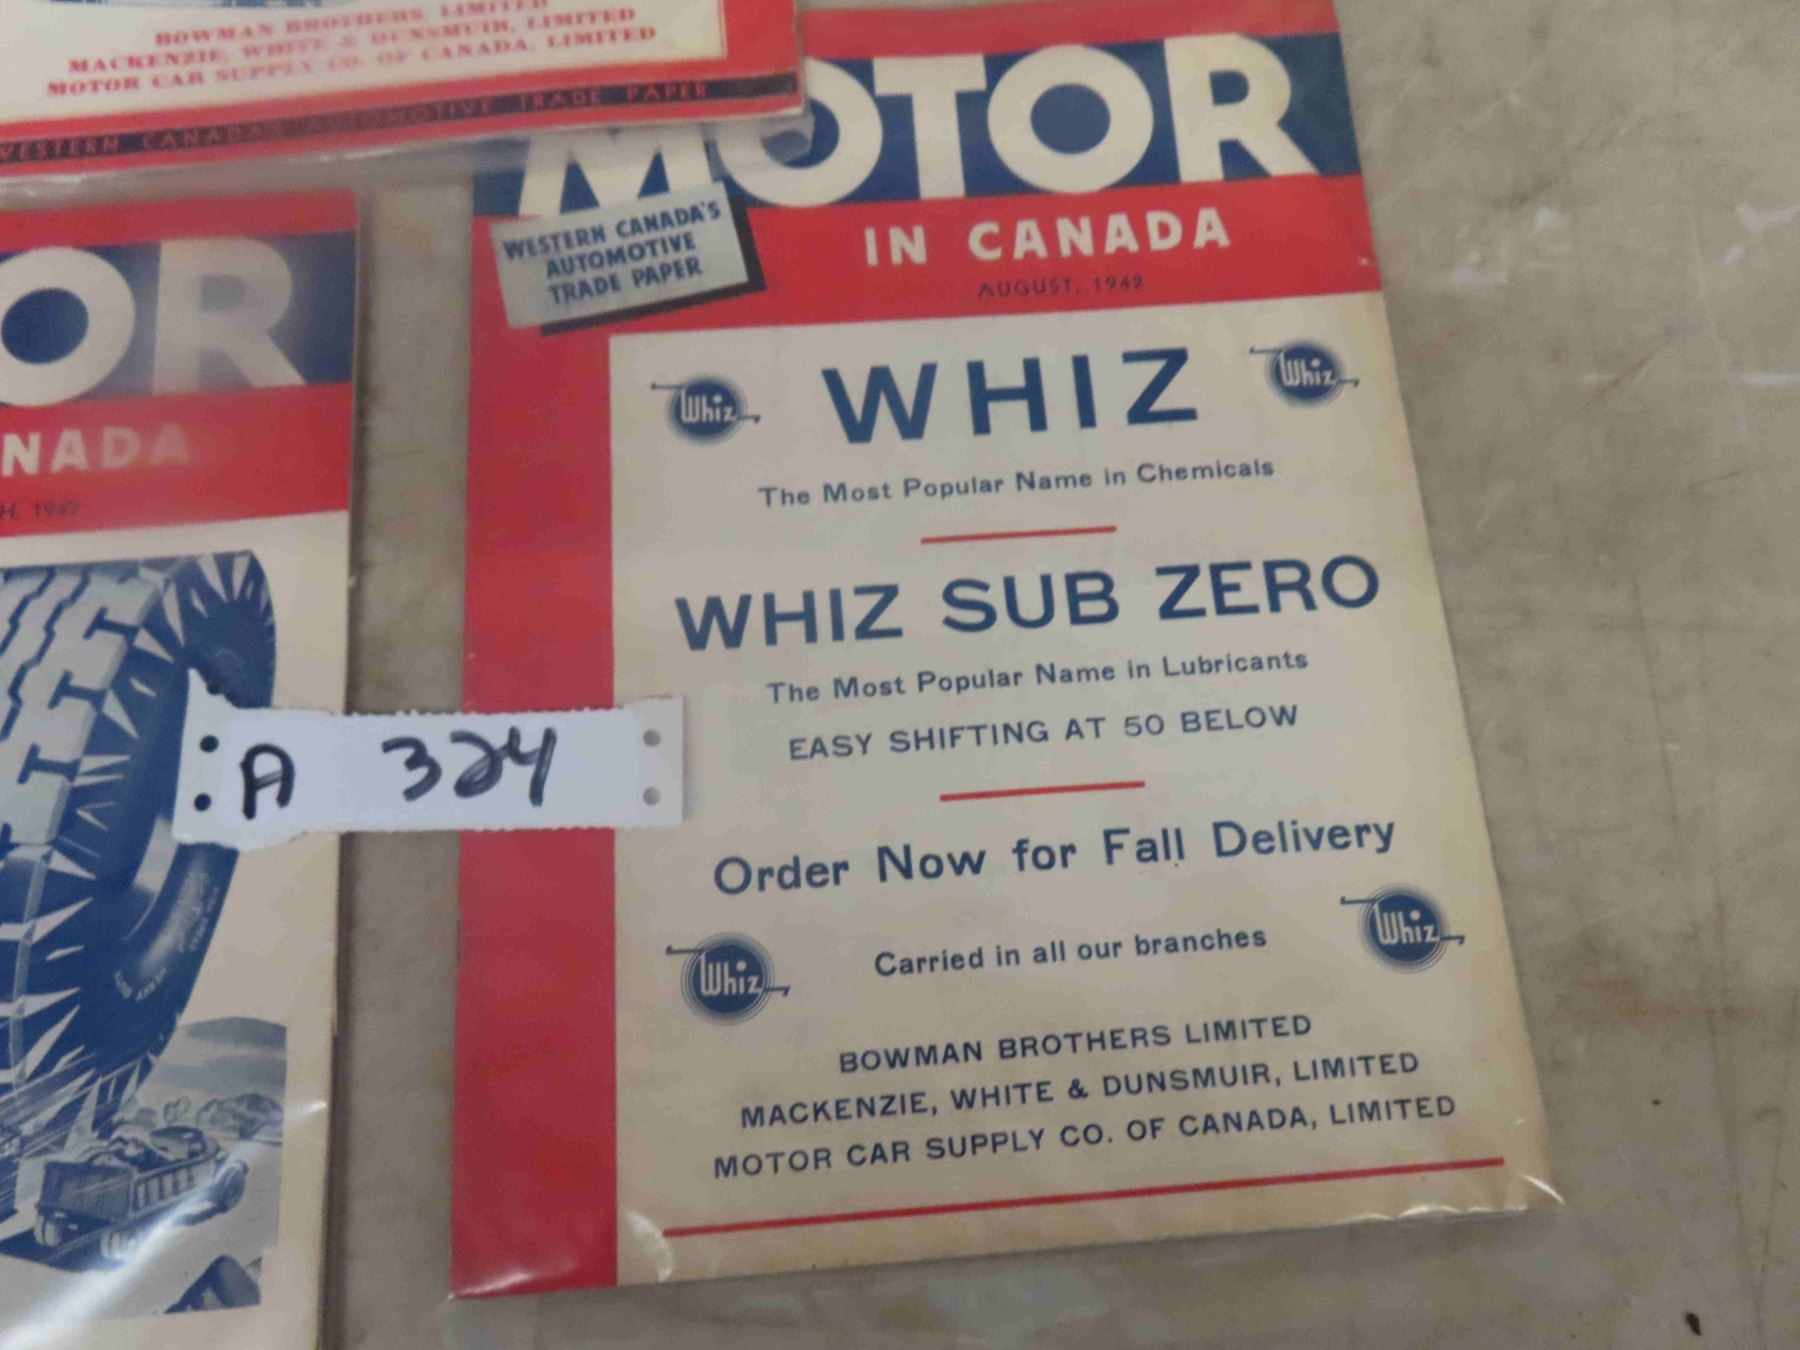 BOWMAN BROTHERS, LIMITED
MACKENZIE, WHITE & DUNSMUIR, LIMITED
MOTOR CAR SUPPLY CO. OF CANADA, LIMITED
WESTERN CANADA'S AUTOMOTIVE TRADE PAPER
MOTOR
IN CANADA
AUGUST, 1942
WESTERN CANADA'S
AUTOMOTIVE
TRADE PAPER
Whiz
WHIZ
Whiz
The Most Popular Name in Chemicals
WHIZ SUB ZERO
The Most Popular Name in Lubricants
EASY SHIFTING AT 50 BELOW
Order Now for Fall Delivery
Whiz
Carried in all our branches
Whiz
BOWMAN BROTHERS LIMITED
MACKENZIE, WHITE & DUNSMUIR, LIMITED
MOTOR CAR SUPPLY CO. OF CANADA, LIMITED
OR
NADA
H, 1942
A 324